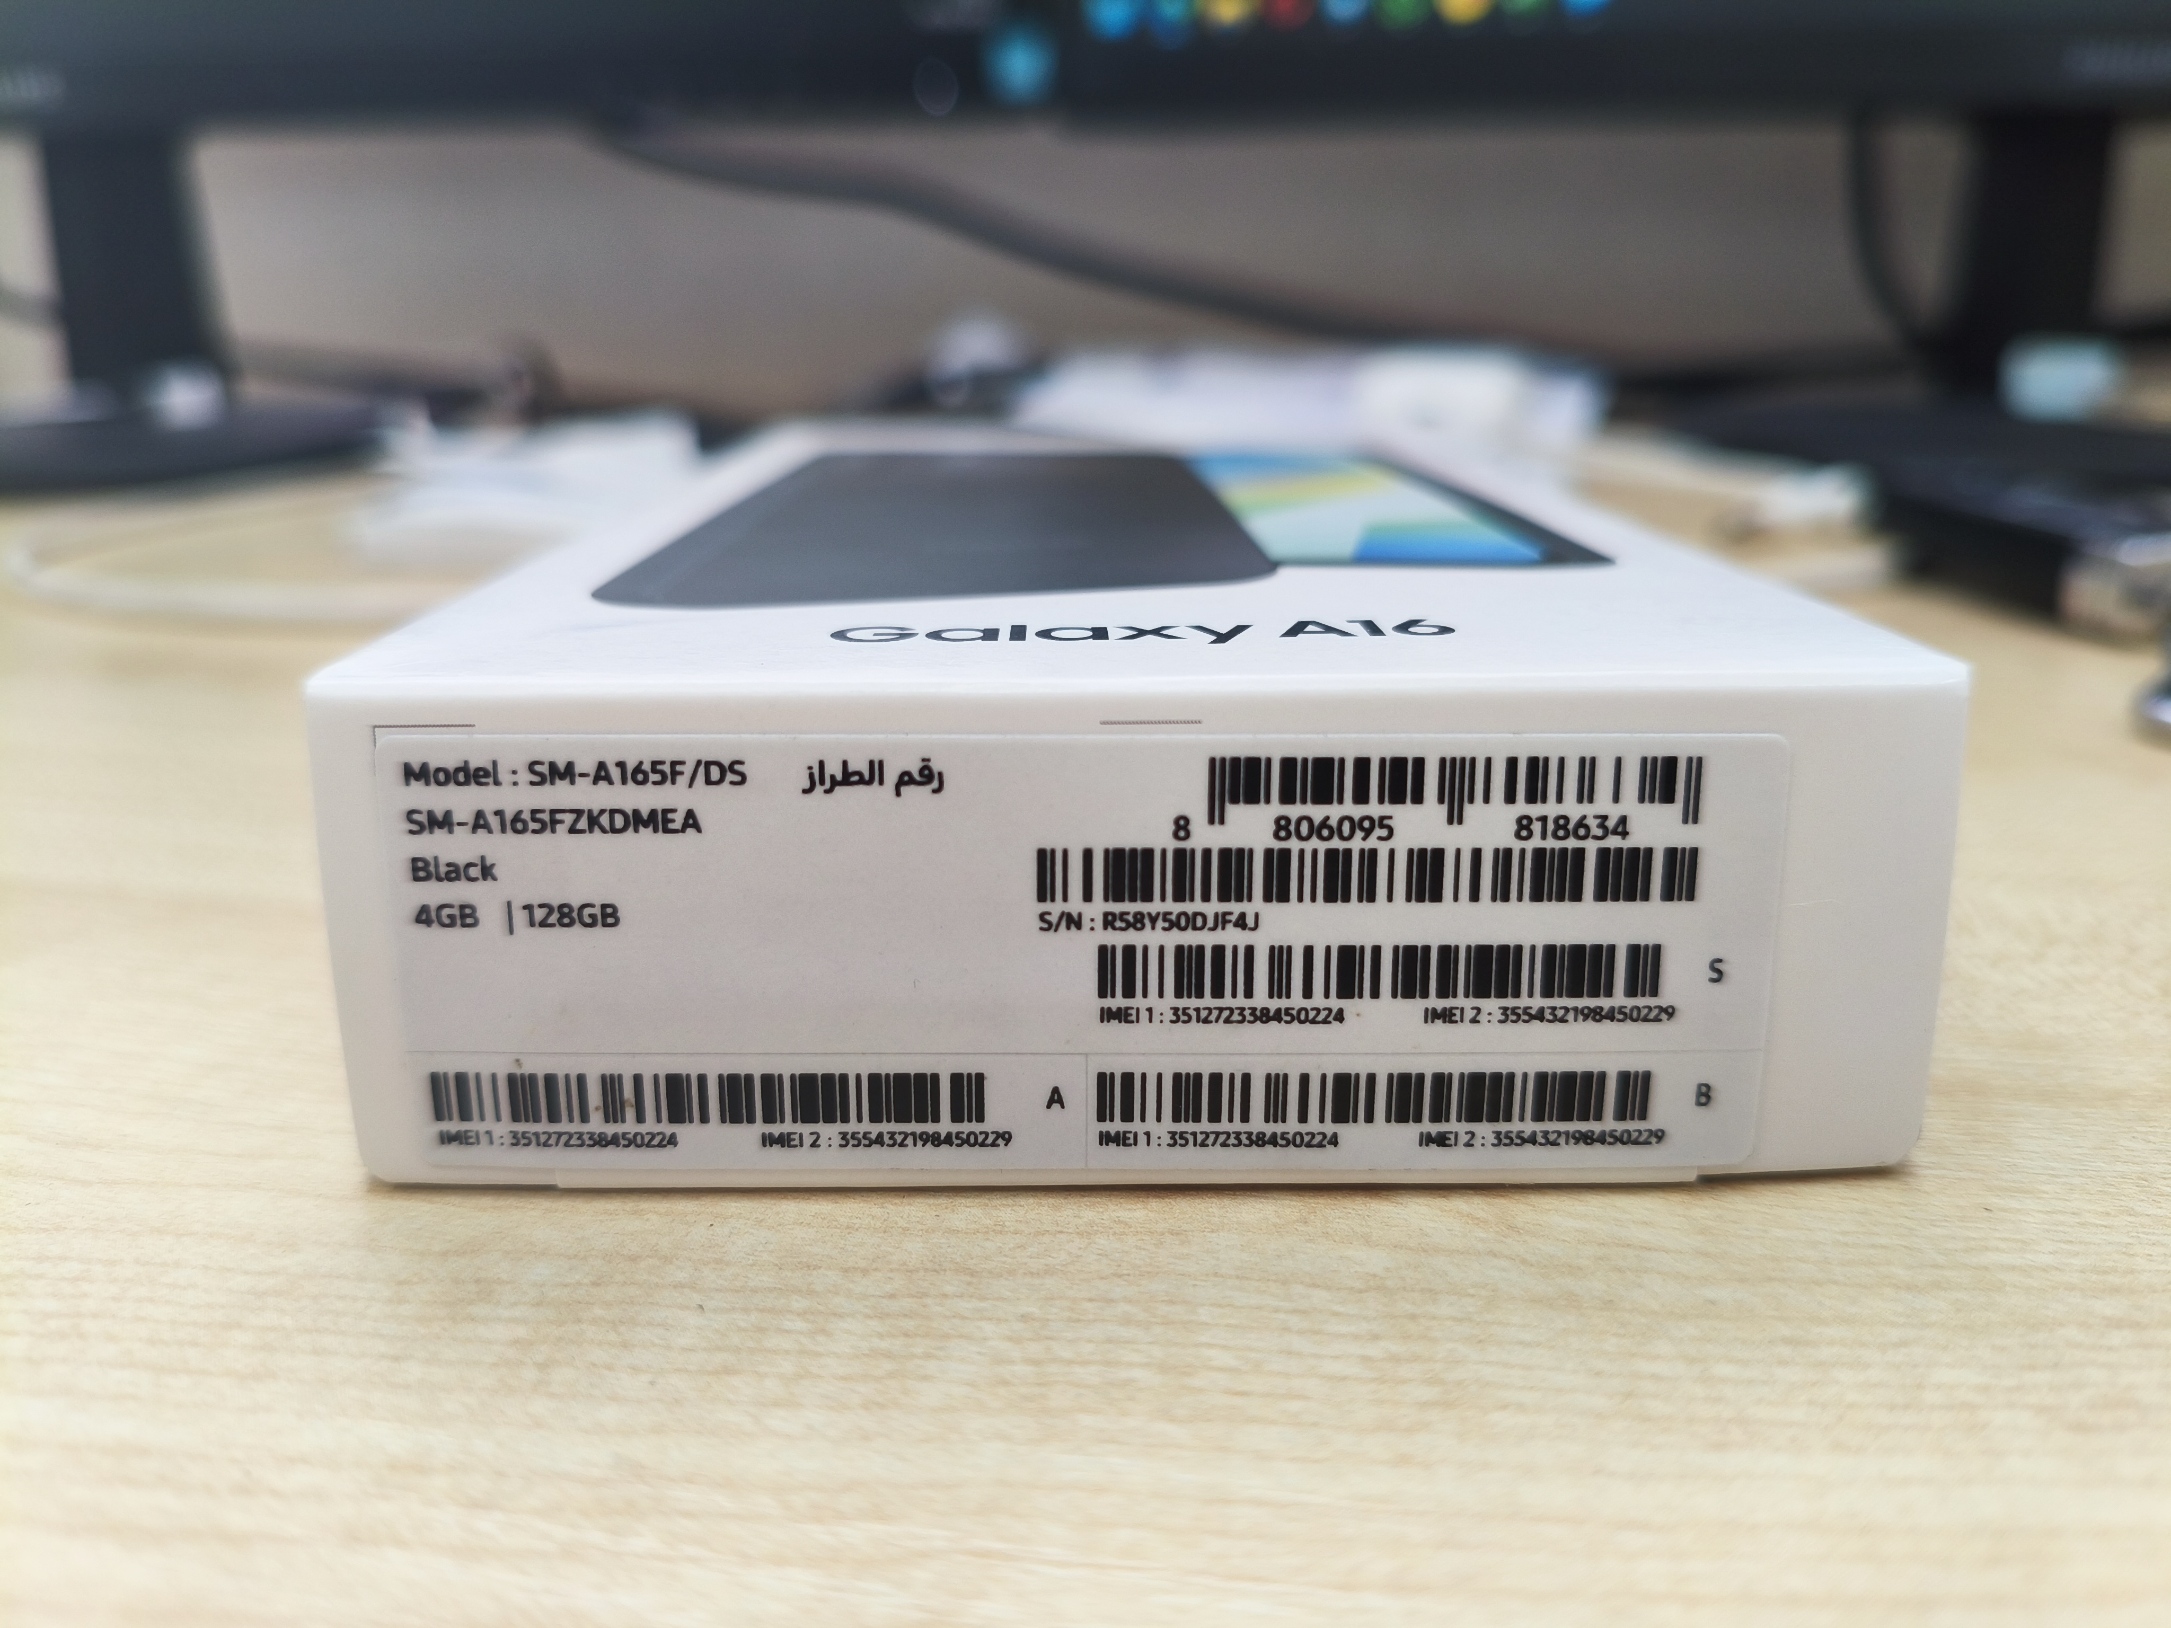 Galaxy A16
Model : SM-A165F/DS رقم الطراز
SM-A165FZKDMEA
Black
4GB | 128GB
8 806095 818634
S/N : R58Y50DJF4J
S
IMEI 1 : 351272338450224 IMEI 2 : 355432198450229
A
IMEI 1 : 351272338450224 IMEI 2 : 355432198450229
B
IMEI 1 : 351272338450224 IMEI 2 : 355432198450229